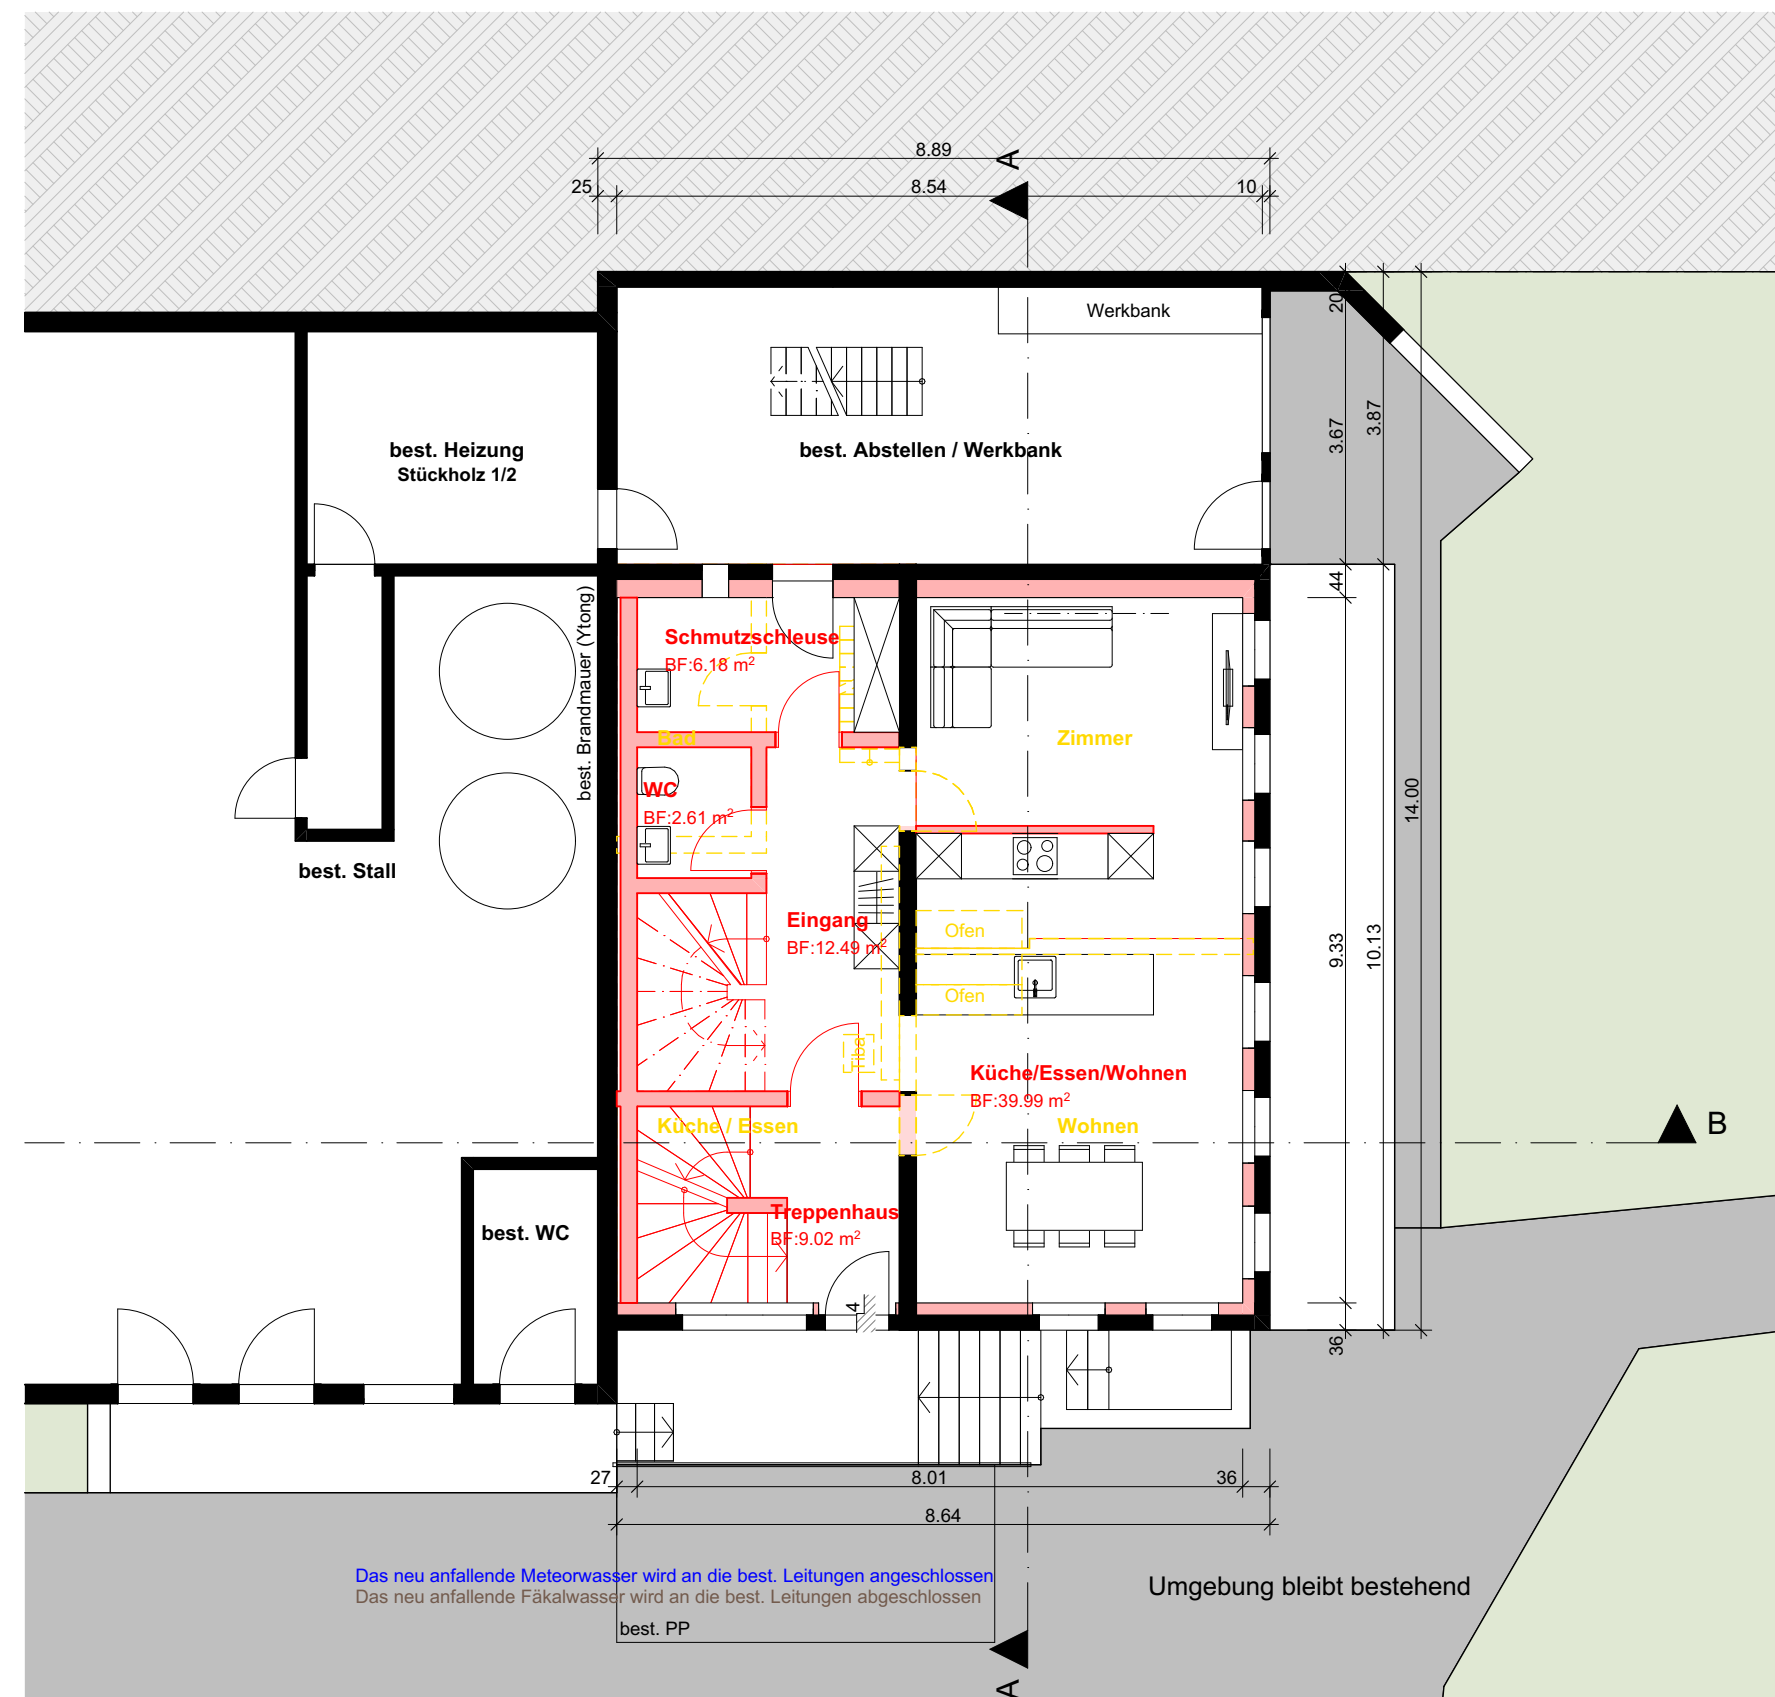 8.89
A
25
8.54
10
Werkbank
20
best. Heizung
Stückholz 1/2
best. Abstellen / Werkbank
3.67
3.87
44
best. Brandmauer (Ytong)
Schmutzschleuse
BF:6.18 m²
Bad
Zimmer
WC
BF:2.61 m²
14.00
best. Stall
Eingang
BF:12.49 m²
Ofen
9.33
10.13
Ofen
Tiba
Küche/Essen/Wohnen
BF:39.99 m²
Küche / Essen
Wohnen
B
Treppenhaus
BF:9.02 m²
best. WC
4
36
27
8.01
36
8.64
Das neu anfallende Meteorwasser wird an die best. Leitungen angeschlossen
Das neu anfallende Fäkalwasser wird an die best. Leitungen abgeschlossen
Umgebung bleibt bestehend
best. PP
A